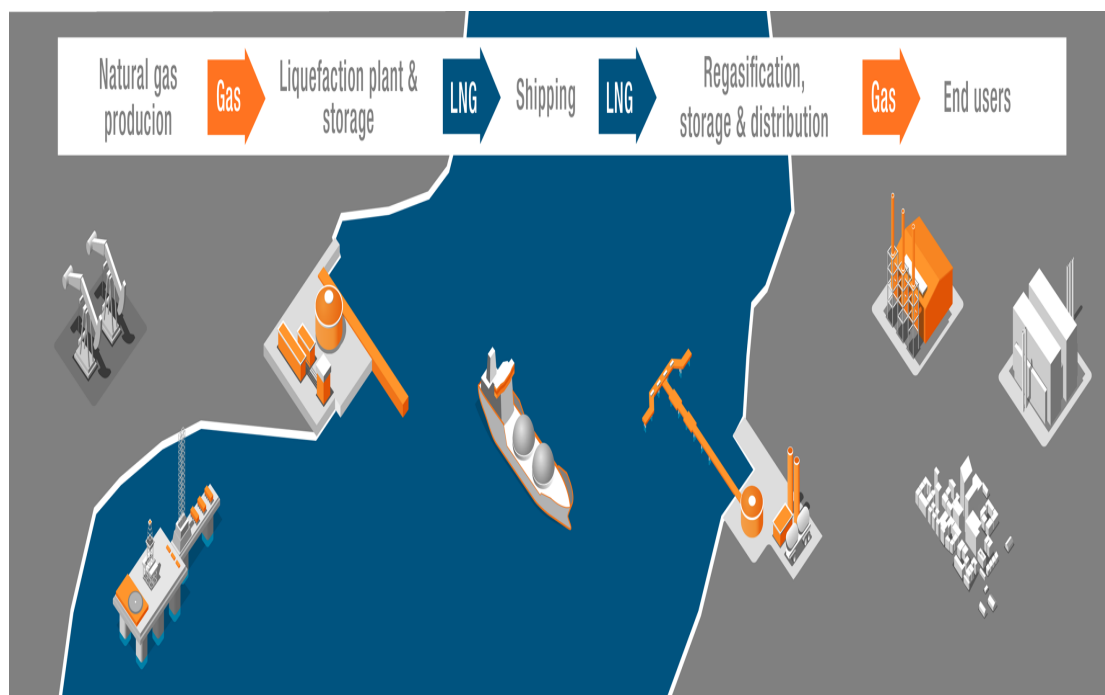 Natural gas
producion
Gas
Liquefaction plant &
storage
LNG
Shipping
LNG
Regasification,
storage & distribution
Gas
End users